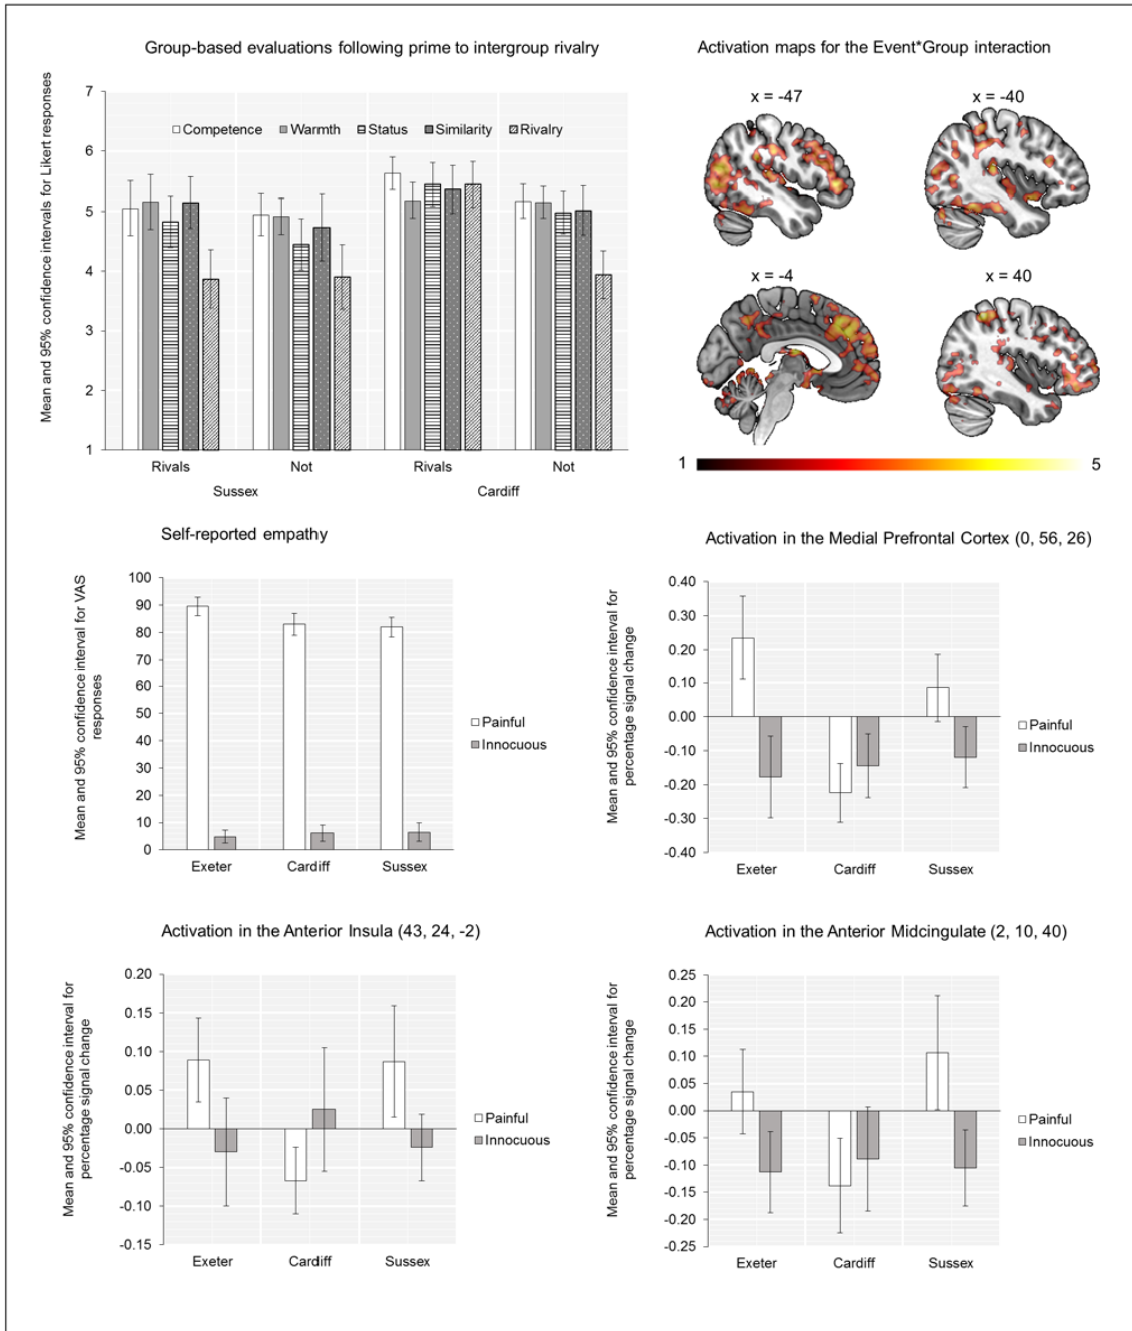 Group-based evaluations following prime to intergroup rivalry
Mean and 95% confidence intervals for Likert responses
7
6
5
4
3
2
1
Competence Warmth Status Similarity Rivalry
Rivals Not Rivals Not
Sussex Cardiff
Activation maps for the Event*Group interaction
x = -47 x = -40
x = -4 x = 40
1 5
Self-reported empathy
Mean and 95% confidence interval for VAS
responses
100
90
80
70
60
50
40
30
20
10
0
Painful
Innocuous
Exeter Cardiff Sussex
Activation in the Medial Prefrontal Cortex (0, 56, 26)
Mean and 95% confidence interval for
percentage signal change
0.40
0.30
0.20
0.10
0.00
-0.10
-0.20
-0.30
-0.40
Painful
Innocuous
Exeter Cardiff Sussex
Activation in the Anterior Insula (43, 24, -2)
Mean and 95% confidence interval for
percentage signal change
0.20
0.15
0.10
0.05
0.00
-0.05
-0.10
-0.15
Painful
Innocuous
Exeter Cardiff Sussex
Activation in the Anterior Midcingulate (2, 10, 40)
Mean and 95% confidence interval for
percentage signal change
0.25
0.20
0.15
0.10
0.05
0.00
-0.05
-0.10
-0.15
-0.20
-0.25
Painful
Innocuous
Exeter Cardiff Sussex